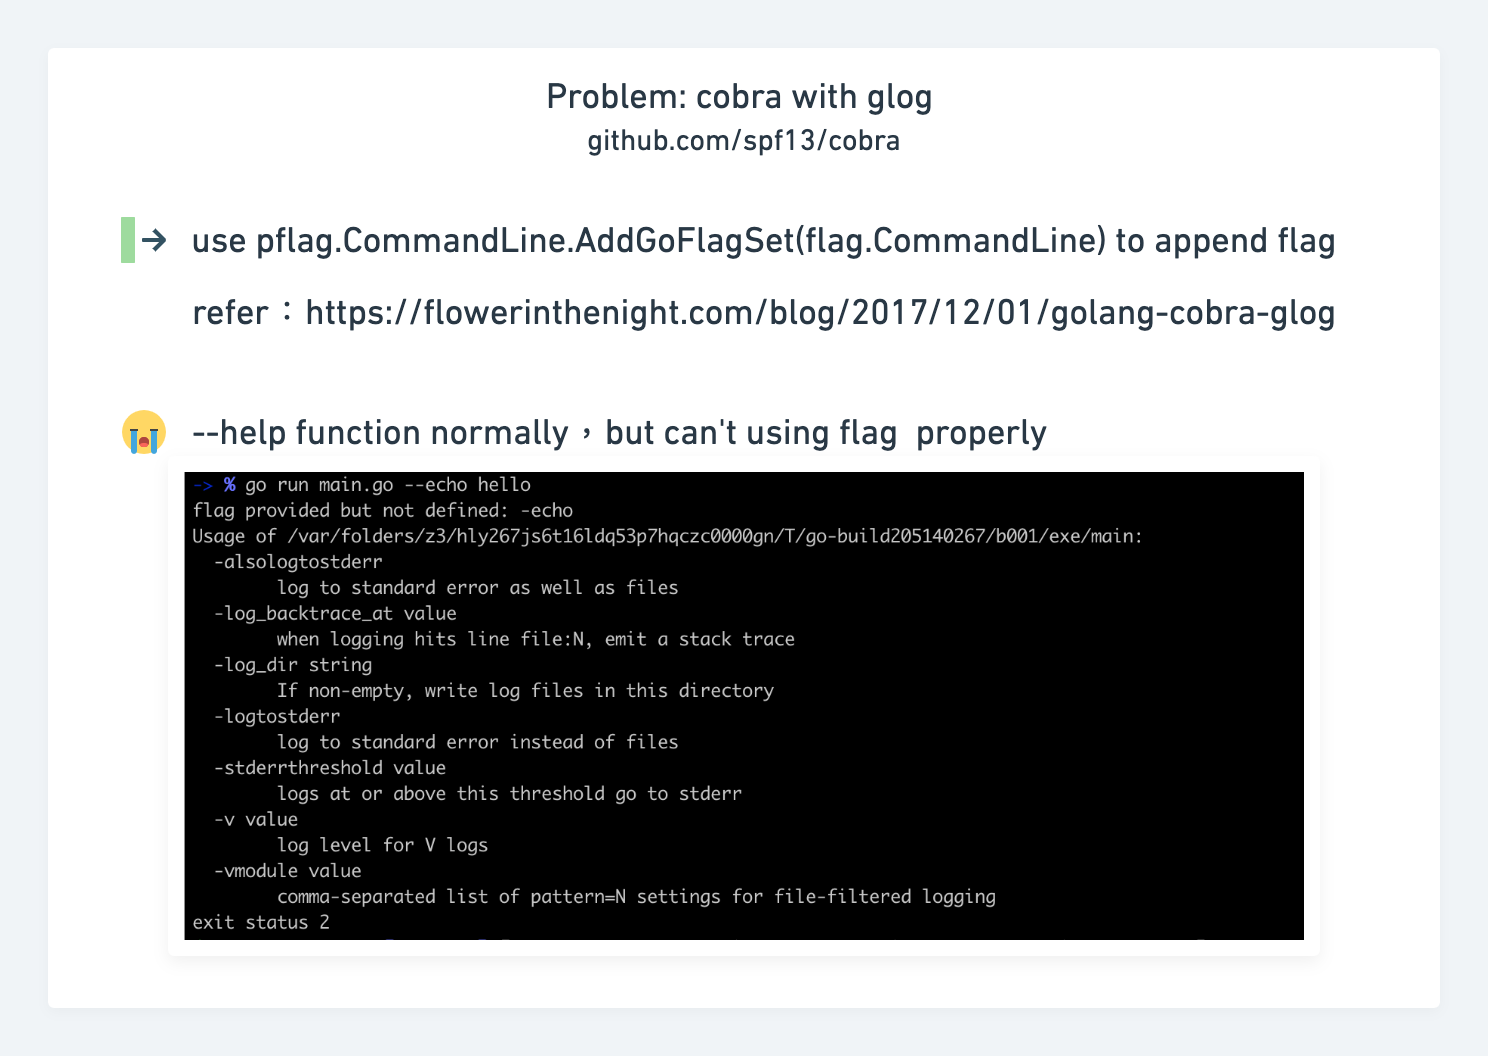 Problem: cobra with glog
github.com/spf13/cobra
→ use pflag.CommandLine.AddGoFlagSet(flag.CommandLine) to append flag
refer：https://flowerinthenight.com/blog/2017/12/01/golang-cobra-glog
--help function normally，but can't using flag  properly
-> % go run main.go --echo hello
flag provided but not defined: -echo
Usage of /var/folders/z3/hly267js6t16ldq53p7hqczc0000gn/T/go-build205140267/b001/exe/main:
  -alsologtostderr
        log to standard error as well as files
  -log_backtrace_at value
        when logging hits line file:N, emit a stack trace
  -log_dir string
        If non-empty, write log files in this directory
  -logtostderr
        log to standard error instead of files
  -stderrthreshold value
        logs at or above this threshold go to stderr
  -v value
        log level for V logs
  -vmodule value
        comma-separated list of pattern=N settings for file-filtered logging
exit status 2